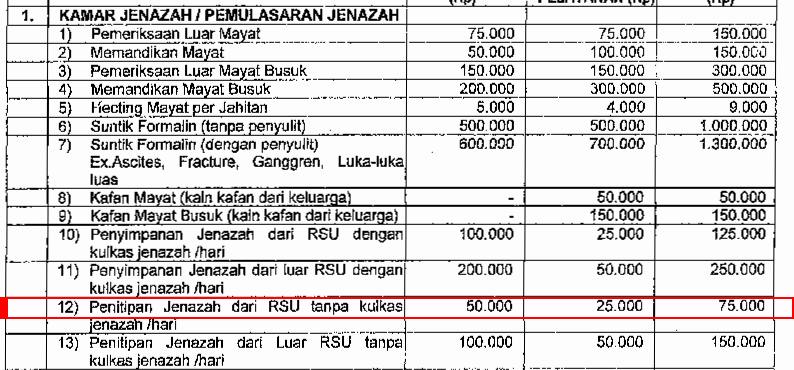 (Rp) (Rp) (Rp)
1. KAMAR JENAZAH / PEMULASARAN JENAZAH
1) Pemeriksaan Luar Mayat 75.000 75.000 150.000
2) Memandikan Mayat 50.000 100.000 150.000
3) Pemeriksaan Luar Mayat Busuk 150.000 150.000 300.000
4) Memandikan Mayat Busuk 200.000 300.000 500.000
5) Hecting Mayat per Jahitan 5.000 4.000 9.000
6) Suntik Formalin (tanpa penyulit) 500.000 500.000 1.000.000
7) Suntik Formalin (dengan penyulit) 600.000 700.000 1.300.000
Ex.Ascites, Fracture, Ganggren, Luka-luka
luas
8) Kafan Mayat (kain kafan dari keluarga) - 50.000 50.000
9) Kafan Mayat Busuk (kain kafan dari keluarga) - 150.000 150.000
10) Penyimpanan Jenazah dari RSU dengan 100.000 25.000 125.000
kulkas jenazah /hari
11) Penyimpanan Jenazah dari luar RSU dengan 200.000 50.000 250.000
kulkas jenazah /hari
12) Penitipan Jenazah dari RSU tanpa kulkas 50.000 25.000 75.000
jenazah /hari
13) Penitipan Jenazah dari Luar RSU tanpa 100.000 50.000 150.000
kulkas jenazah /hari